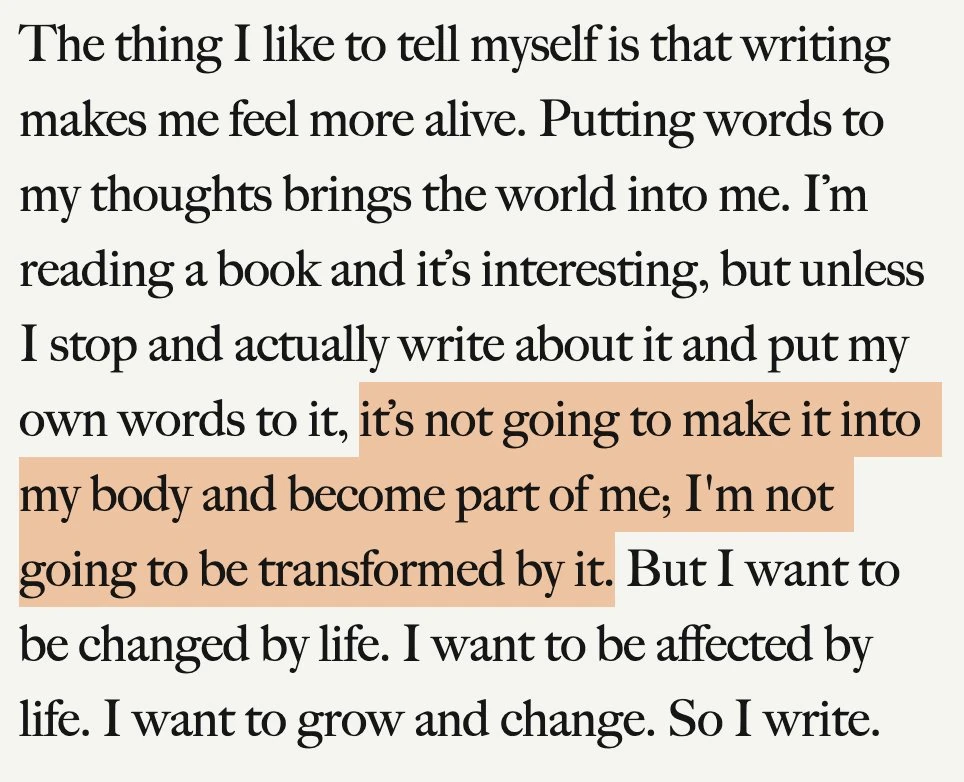 The thing I like to tell myself is that writing
makes me feel more alive. Putting words to
my thoughts brings the world into me. I’m
reading a book and it’s interesting, but unless
I stop and actually write about it and put my
own words to it, it’s not going to make it into
my body and become part of me; I'm not
going to be transformed by it. But I want to
be changed by life. I want to be affected by
life. I want to grow and change. So I write.